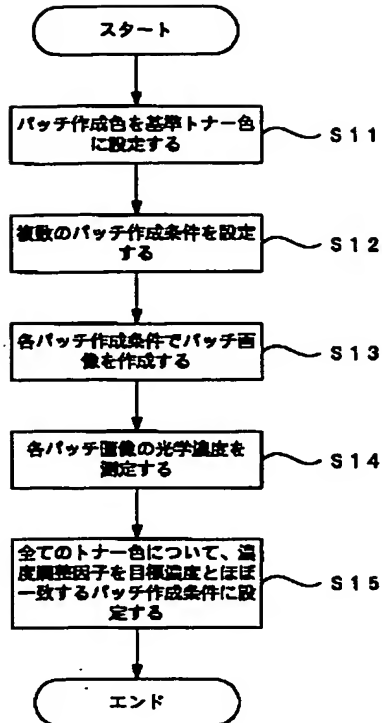 スタート
パッチ作成色を基準トナー色
に設定する
S11
複数のパッチ作成条件を設定
する
S12
各パッチ作成条件でパッチ画
像を作成する
S13
各パッチ画像の光学濃度を
測定する
S14
全てのトナー色について、濃
度調整因子を目標濃度とほぼ
一致するパッチ作成条件に設
定する
S15
エンド